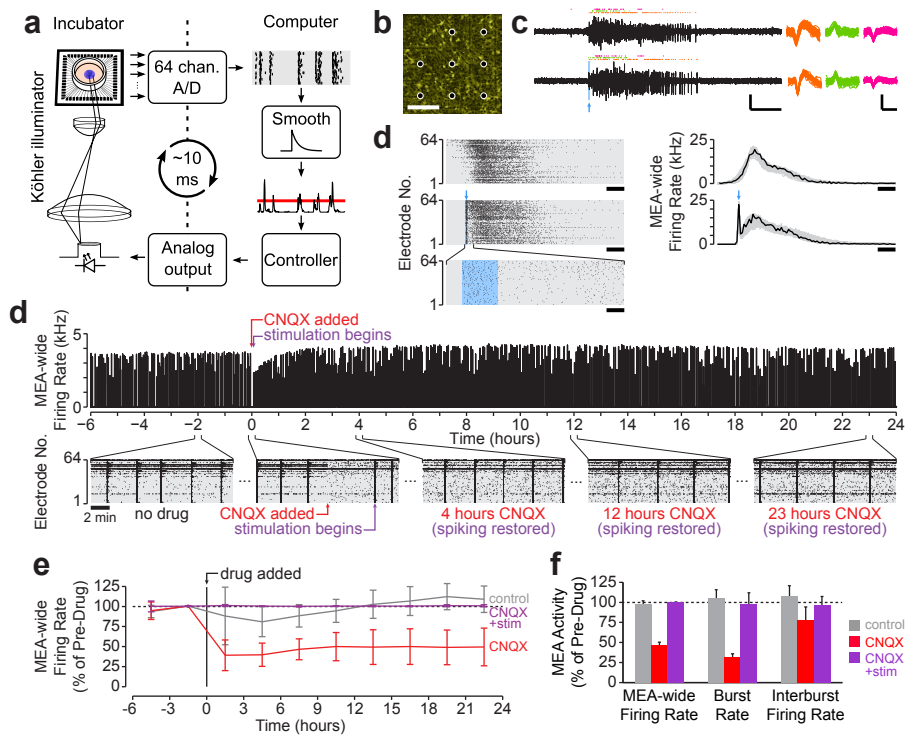 a
Incubator
Computer
Köhler illuminator
64 chan.
A/D
Smooth
~10
ms
Analog
output
Controller
b
c
d
Electrode No.
64
1
64
1
64
1
MEA-wide
Firing Rate (kHz)
25
0
25
0
d
CNQX added
stimulation begins
MEA-wide
Firing Rate (kHz)
5
0
−6
−4
−2
0
2
4
6
8
10
12
14
16
18
20
22
24
Time (hours)
Electrode No.
64
1
2 min
no drug
...
...
...
...
CNQX added
stimulation begins
4 hours CNQX
(spiking restored)
12 hours CNQX
(spiking restored)
23 hours CNQX
(spiking restored)
e
drug added
MEA-wide
Firing Rate
(% of Pre-Drug)
125
100
75
50
25
0
control
CNQX
+stim
CNQX
-6
-3
0
3
6
9
12
15
18
21
24
Time (hours)
f
MEA Activity
(% of Pre-Drug)
125
100
75
50
25
0
control
CNQX
CNQX
+stim
MEA-wide
Firing Rate
Burst
Rate
Interburst
Firing Rate